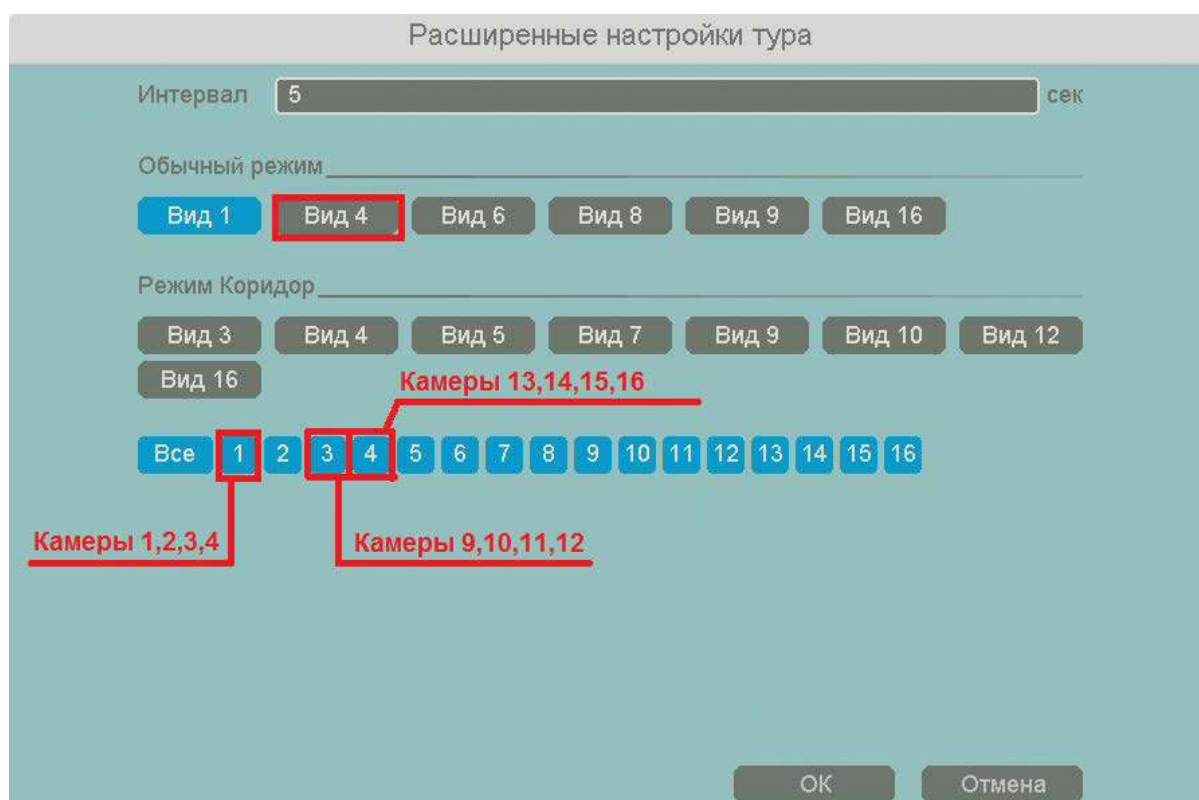 Расширенные настройки тура
Интервал 5 сек
Обычный режим
Вид 1 Вид 4 Вид 6 Вид 8 Вид 9 Вид 16
Режим Коридор
Вид 3 Вид 4 Вид 5 Вид 7 Вид 9 Вид 10 Вид 12
Вид 16
Камеры 13,14,15,16
Все 1 2 3 4 5 6 7 8 9 10 11 12 13 14 15 16
Камеры 1,2,3,4
Камеры 9,10,11,12
ОК Отмена